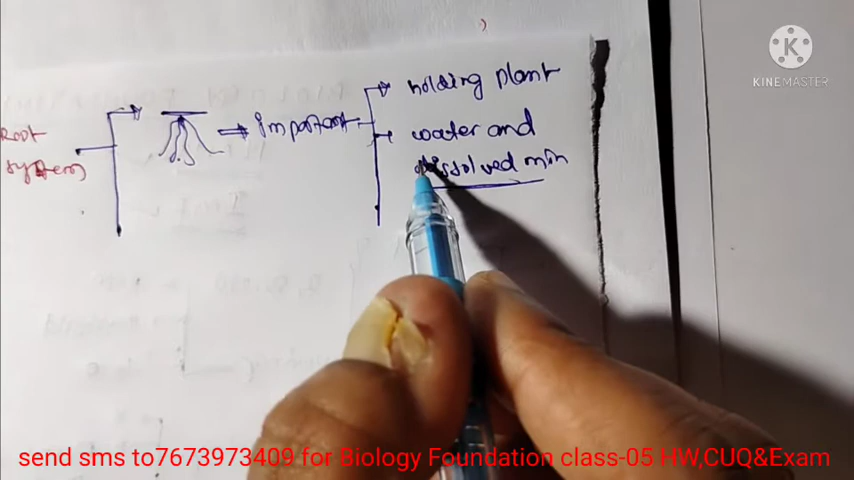 Root
system
important
holding plant
water and
dissolved min
KINEMASTER
send sms to7673973409 for Biology Foundation class-05 HW,CUQ&Exam